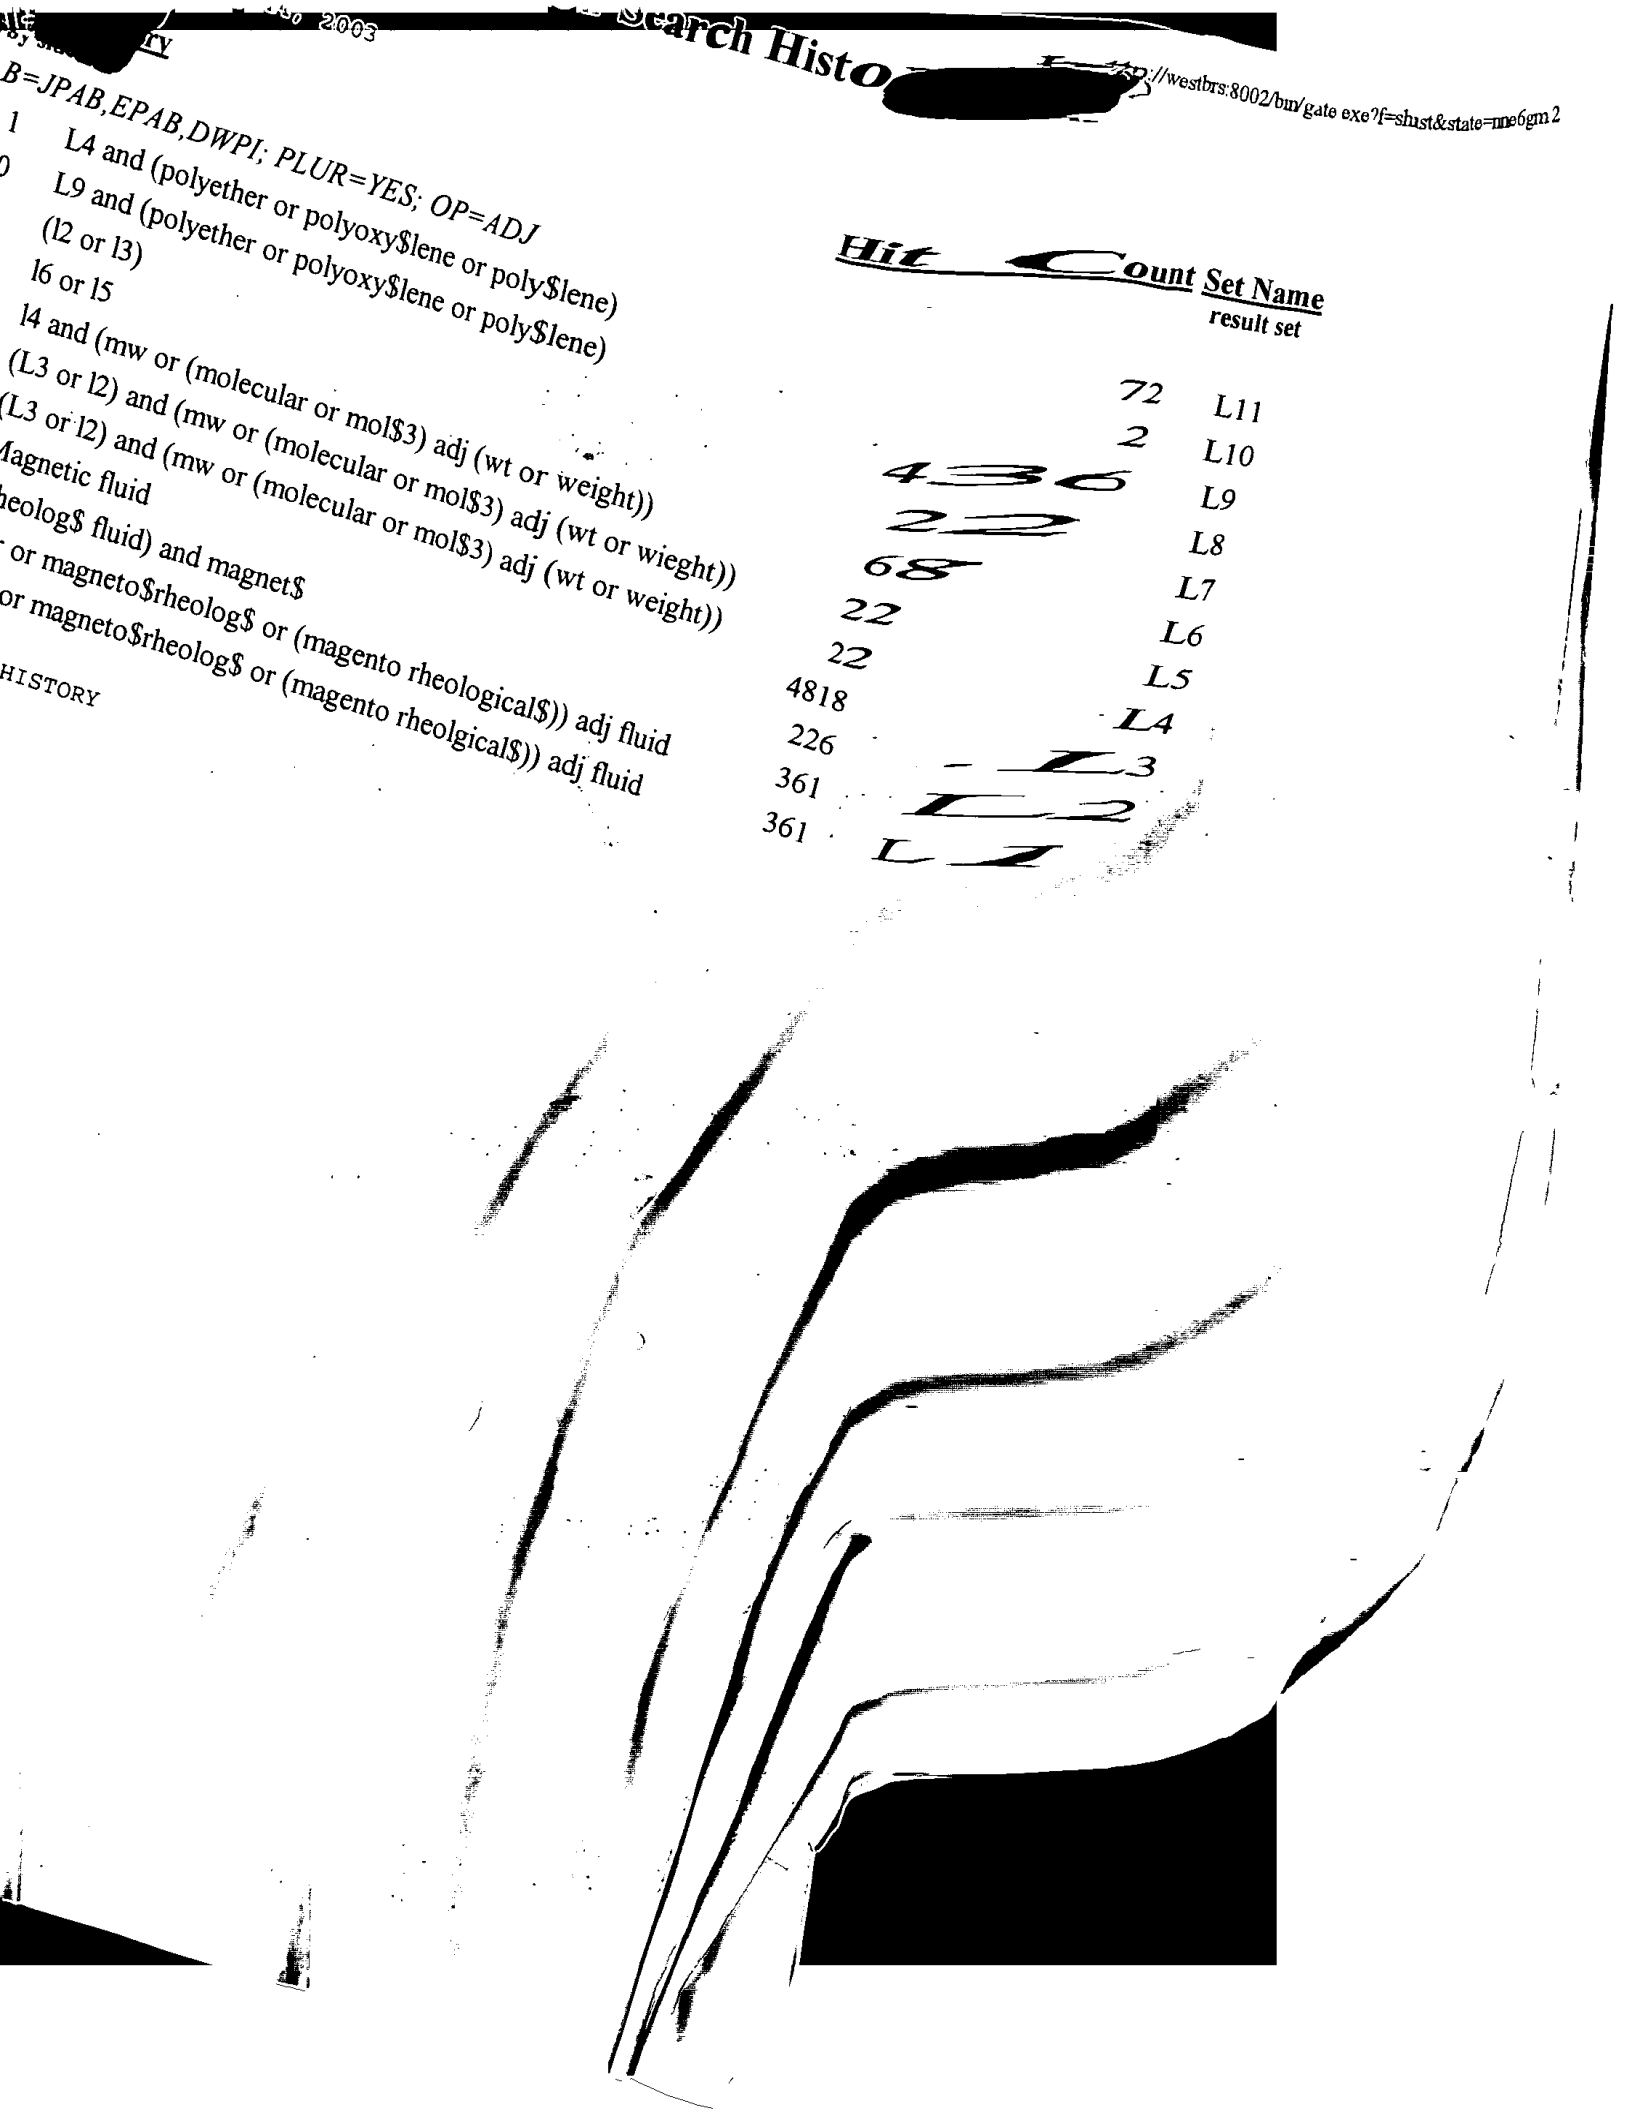 2003
Search Histo
//westbrs:8002/bin/gate exe?f=shist&state=nne6gm 2
Hit Count Set Name
result set
B=JPAB,EPAB,DWPI; PLUR=YES; OP=ADJ
1 L4 and (polyether or polyoxy$lene or poly$lene) 72 L11
0 L9 and (polyether or polyoxy$lene or poly$lene) 2 L10
(l2 or l3) 436 L9
l6 or l5 22 L8
l4 and (mw or (molecular or mol$3) adj (wt or weight)) 68 L7
(L3 or l2) and (mw or (molecular or mol$3) adj (wt or wieght)) 22 L6
(L3 or l2) and (mw or (molecular or mol$3) adj (wt or weight)) 22 L5
Magnetic fluid 4818 L4
heolog$ fluid) and magnet$ 226 L3
or magneto$rheolog$ or (magento rheological$)) adj fluid 361 L2
or magneto$rheolog$ or (magento rheolgical$)) adj fluid 361 L1
HISTORY